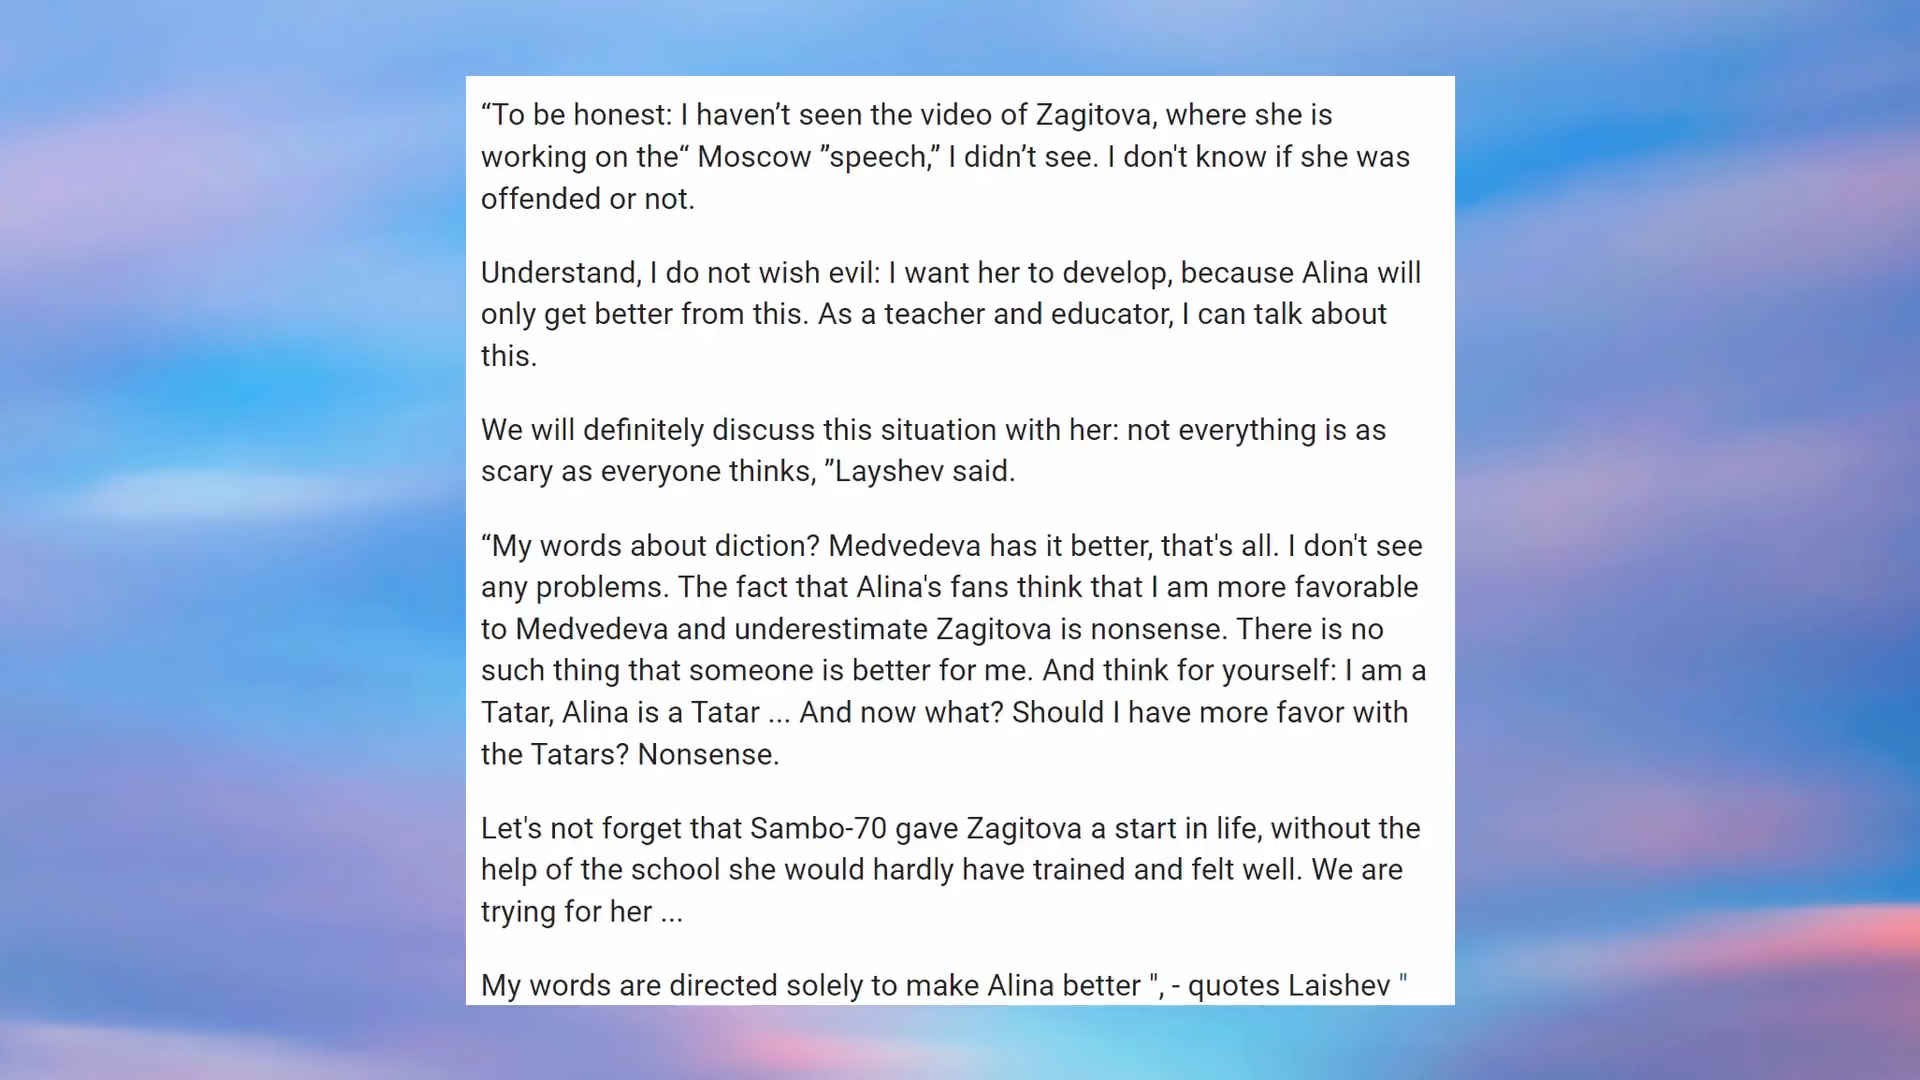 “To be honest: I haven’t seen the video of Zagitova, where she is
working on the“ Moscow ”speech,” I didn’t see. I don't know if she was
offended or not.
Understand, I do not wish evil: I want her to develop, because Alina will
only get better from this. As a teacher and educator, I can talk about
this.
We will definitely discuss this situation with her: not everything is as
scary as everyone thinks, ”Layshev said.
“My words about diction? Medvedeva has it better, that's all. I don't see
any problems. The fact that Alina's fans think that I am more favorable
to Medvedeva and underestimate Zagitova is nonsense. There is no
such thing that someone is better for me. And think for yourself: I am a
Tatar, Alina is a Tatar ... And now what? Should I have more favor with
the Tatars? Nonsense.
Let's not forget that Sambo-70 gave Zagitova a start in life, without the
help of the school she would hardly have trained and felt well. We are
trying for her ...
My words are directed solely to make Alina better ", - quotes Laishev "